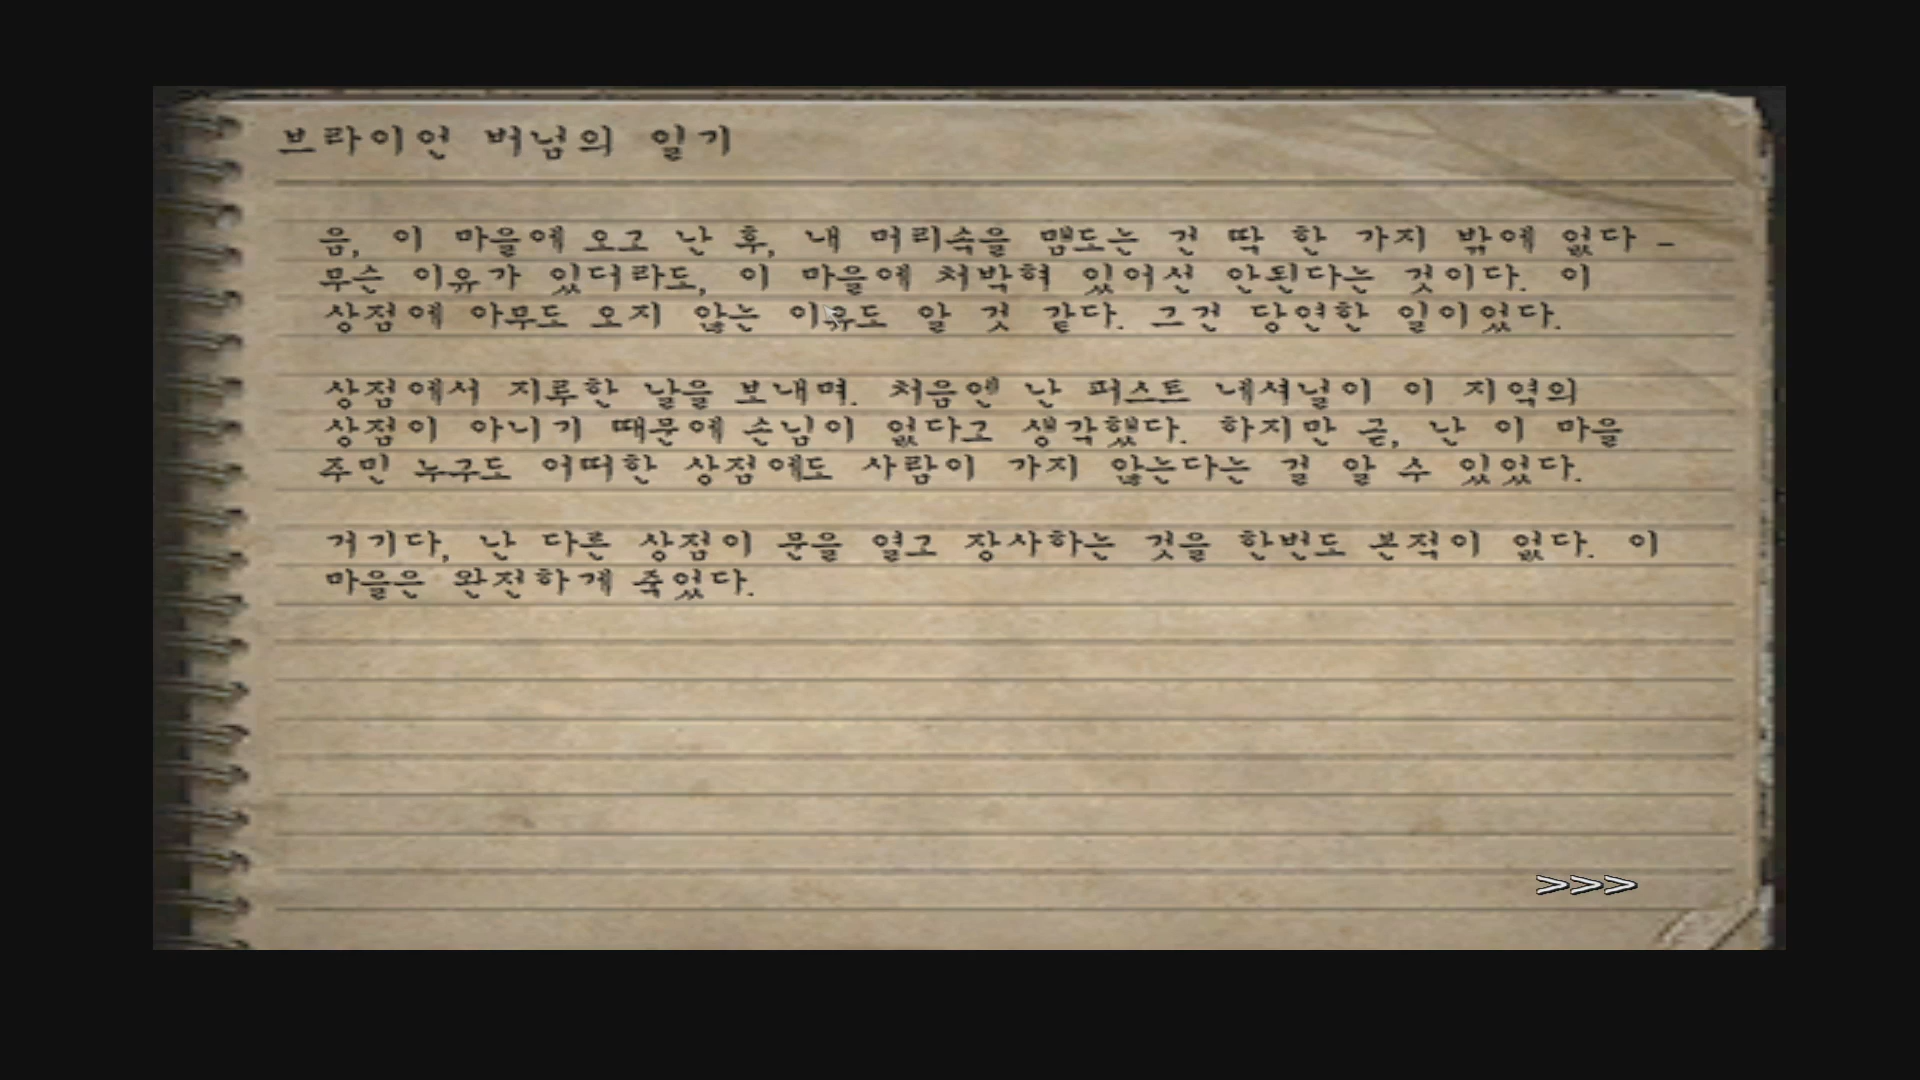 브라이언 버넘의 일기
음, 이 마을에 오고 난 후, 내 머리속을 맴도는 건 딱 한 가지 밖에 없다 -
무슨 이유가 있더라도, 이 마을에 처박혀 있어선 안된다는 것이다. 이
상점에 아무도 오지 않는 이유도 알 것 같다. 그건 당연한 일이었다.
상점에서 지루한 날을 보내며. 처음엔 난 퍼스트 내셔널이 이 지역의
상점이 아니기 때문에 손님이 없다고 생각했다. 하지만 곧, 난 이 마을
주민 누구도 어떠한 상점에도 사람이 가지 않는다는 걸 알 수 있었다.
거기다, 난 다른 상점이 문을 열고 장사하는 것을 한번도 본적이 없다. 이
마을은 완전하게 죽었다.
>>>